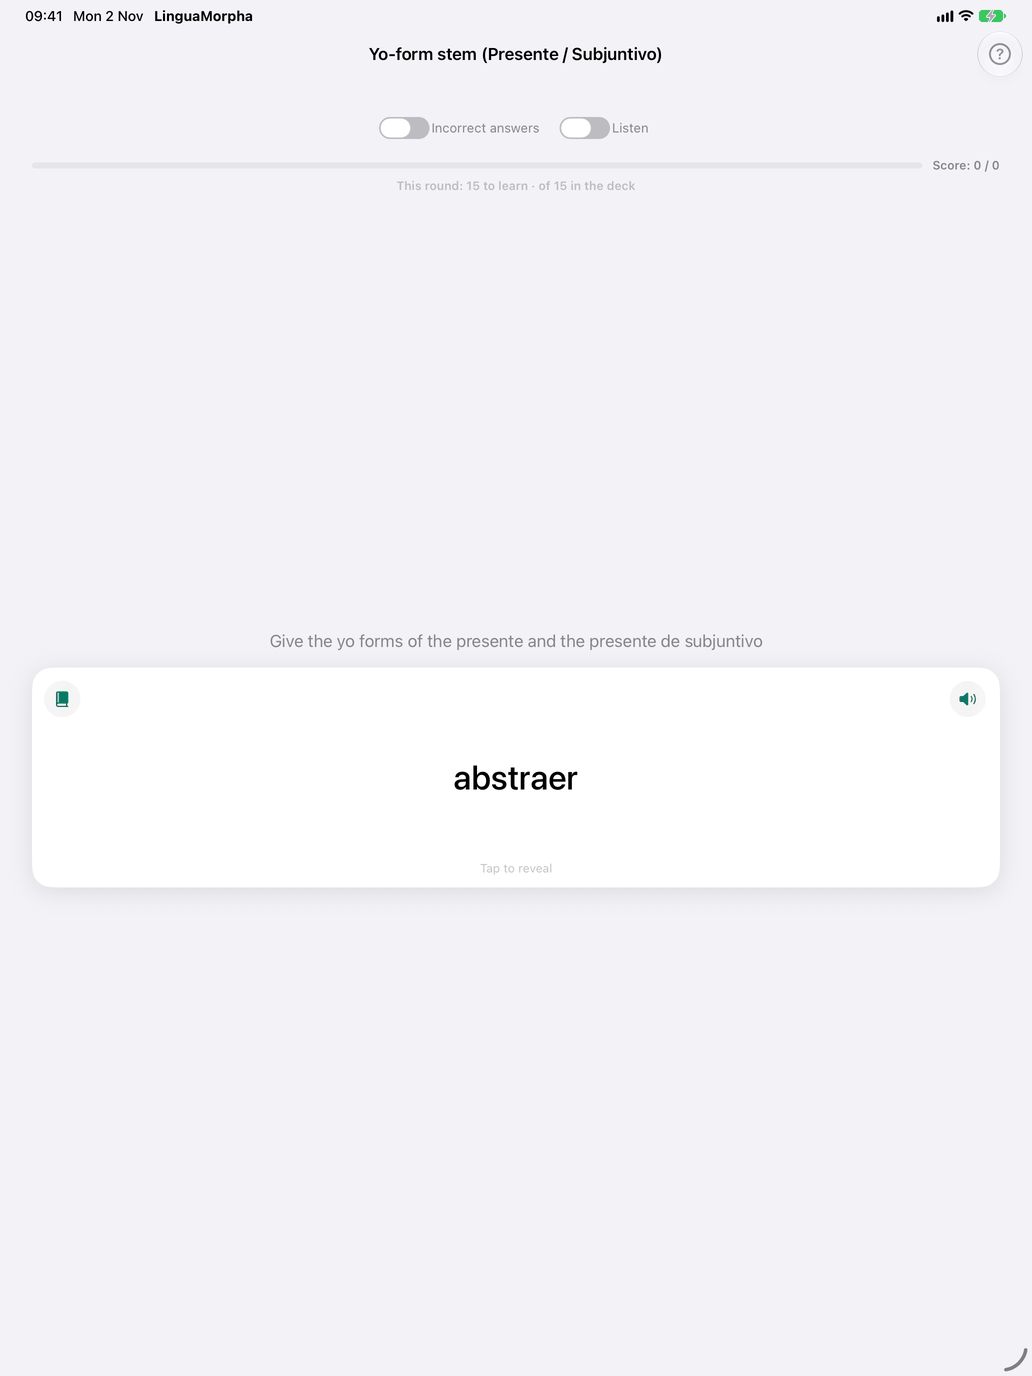 09:41 Mon 2 Nov LinguaMorpha
Yo-form stem (Presente / Subjuntivo)
?
Incorrect answers Listen
Score: 0 / 0
This round: 15 to learn · of 15 in the deck
Give the yo forms of the presente and the presente de subjuntivo
abstraer
Tap to reveal